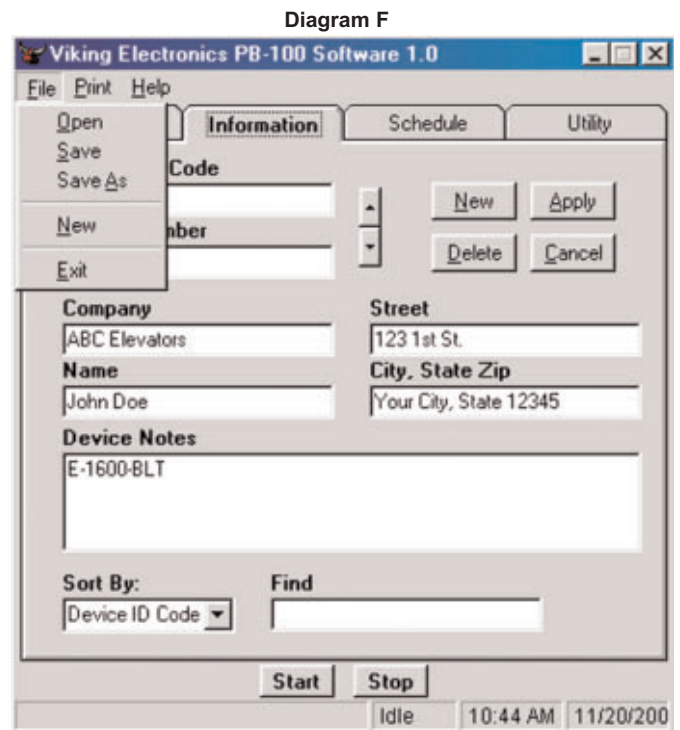 Diagram F
Viking Electronics PB-100 Software 1.0
File Print Help
Open
Save
Save As
New
Exit
Information Schedule Utility
Code
nber
New Apply
Delete Cancel
Company Street
ABC Elevators 123 1st St.
Name City, State Zip
John Doe Your City, State 12345
Device Notes
E-1600-BLT
Sort By: Find
Device ID Code
Start Stop
Idle 10:44 AM 11/20/200